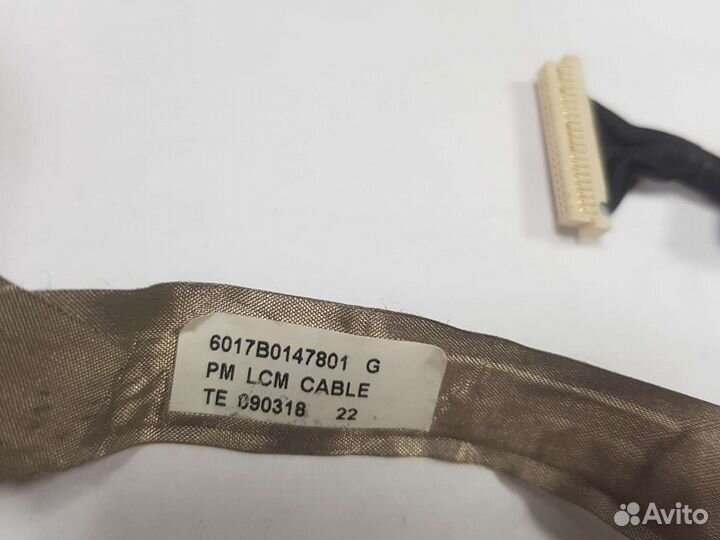 6017B0147801 G
PM LCM CABLE
TE 090318 22
Avito